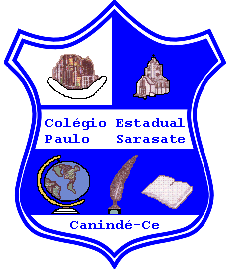 Colégio Estadual
Paulo Sarasate
Canindé-Ce